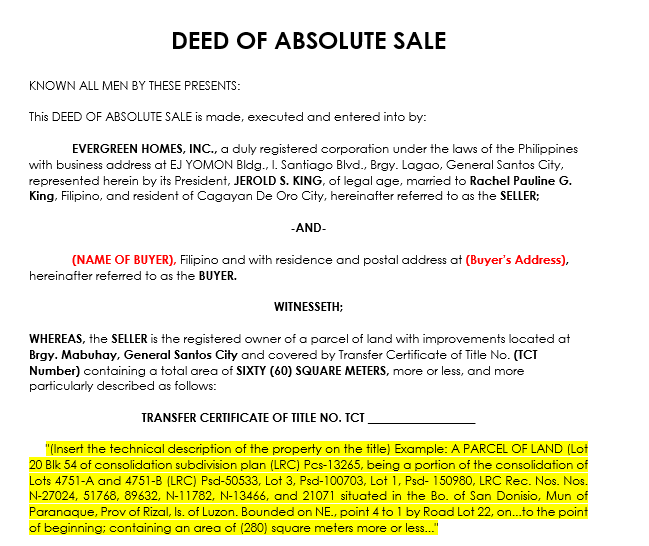 DEED OF ABSOLUTE SALE
KNOWN ALL MEN BY THESE PRESENTS:
This DEED OF ABSOLUTE SALE is made, executed and entered into by:
EVERGREEN HOMES, INC., a duly registered corporation under the laws of the Philippines
with business address at EJ YOMON Bldg., I. Santiago Blvd., Brgy. Lagao, General Santos City,
represented herein by its President, JEROLD S. KING, of legal age, married to Rachel Pauline G.
King, Filipino, and resident of Cagayan De Oro City, hereinafter referred to as the SELLER;
-AND-
(NAME OF BUYER), Filipino and with residence and postal address at (Buyer's Address),
hereinafter referred to as the BUYER.
WITNESSETH;
WHEREAS, the SELLER is the registered owner of a parcel of land with improvements located at
Brgy. Mabuhay, General Santos City and covered by Transfer Certificate of Title No. (TCT
Number) containing a total area of SIXTY (60) SQUARE METERS, more or less, and more
particularly described as follows:
TRANSFER CERTIFICATE OF TITLE NO. TCT _________________
"(Insert the technical description of the property on the title) Example: A PARCEL OF LAND (Lot
20 Blk 54 of consolidation subdivision plan (LRC) Pcs-13265, being a portion of the consolidation of
Lots 4751-A and 4751-B (LRC) Psd-50533, Lot 3, Psd-100703, Lot 1, Psd- 150980, LRC Rec. Nos. Nos.
N-27024, 51768, 89632, N-11782, N-13466, and 21071 situated in the Bo. of San Donisio, Mun of
Paranaque, Prov of Rizal, Is. of Luzon. Bounded on NE., point 4 to 1 by Road Lot 22, on...to the point
of beginning; containing an area of (280) square meters more or less..."